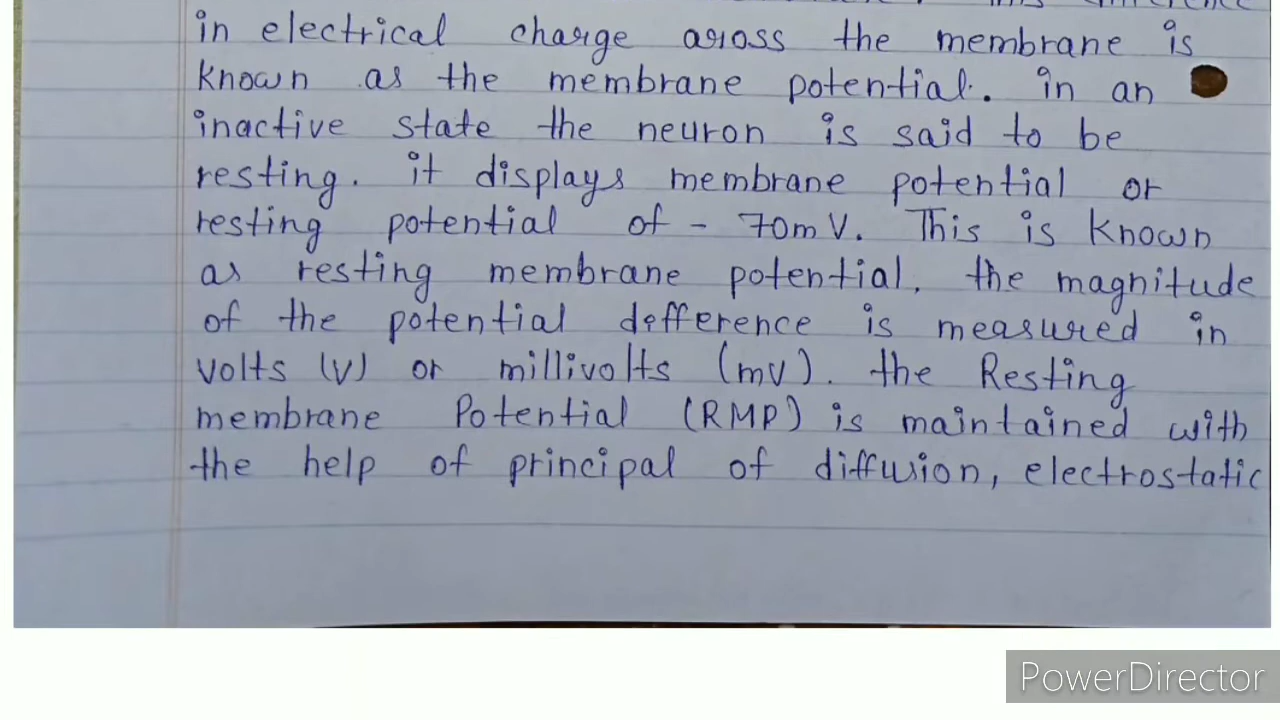 in electrical charge aross the membrane is
known as the membrane potential. in an
inactive state the neuron is said to be
resting. it displays membrane potential or
resting potential of - 70mV. This is known
as resting membrane potential. the magnitude
of the potential defference is measured in
volts (v) or millivolts (mv). the Resting
membrane Potential (RMP) is maintained with
the help of principal of diffusion, electrostatic
PowerDirector